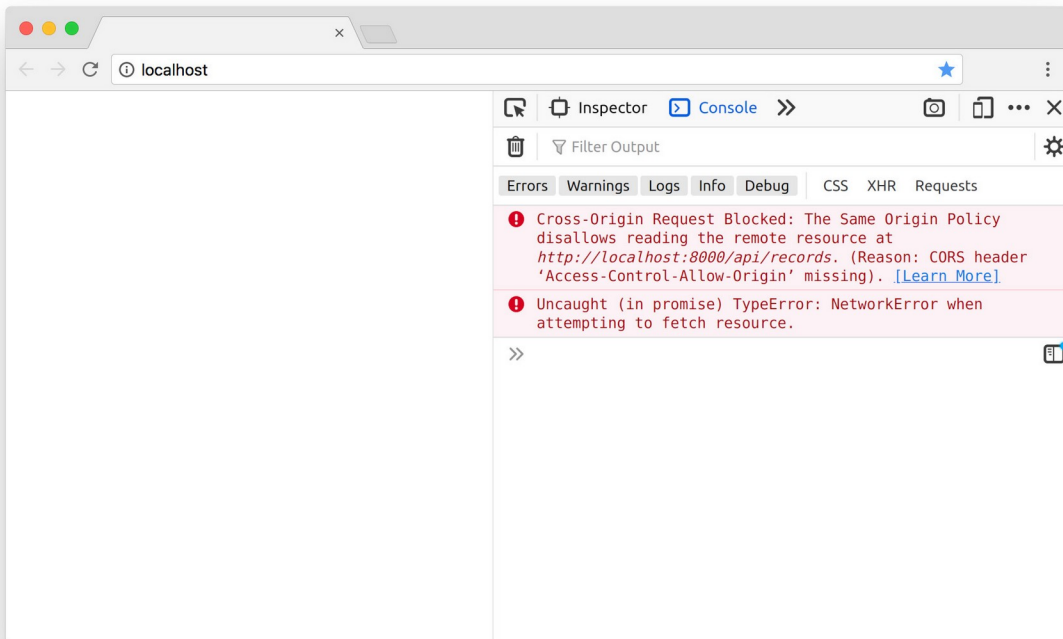 localhost
Inspector Console
Filter Output
Errors Warnings Logs Info Debug CSS XHR Requests
Cross-Origin Request Blocked: The Same Origin Policy
disallows reading the remote resource at
http://localhost:8000/api/records. (Reason: CORS header
‘Access-Control-Allow-Origin’ missing). [Learn More]
Uncaught (in promise) TypeError: NetworkError when
attempting to fetch resource.